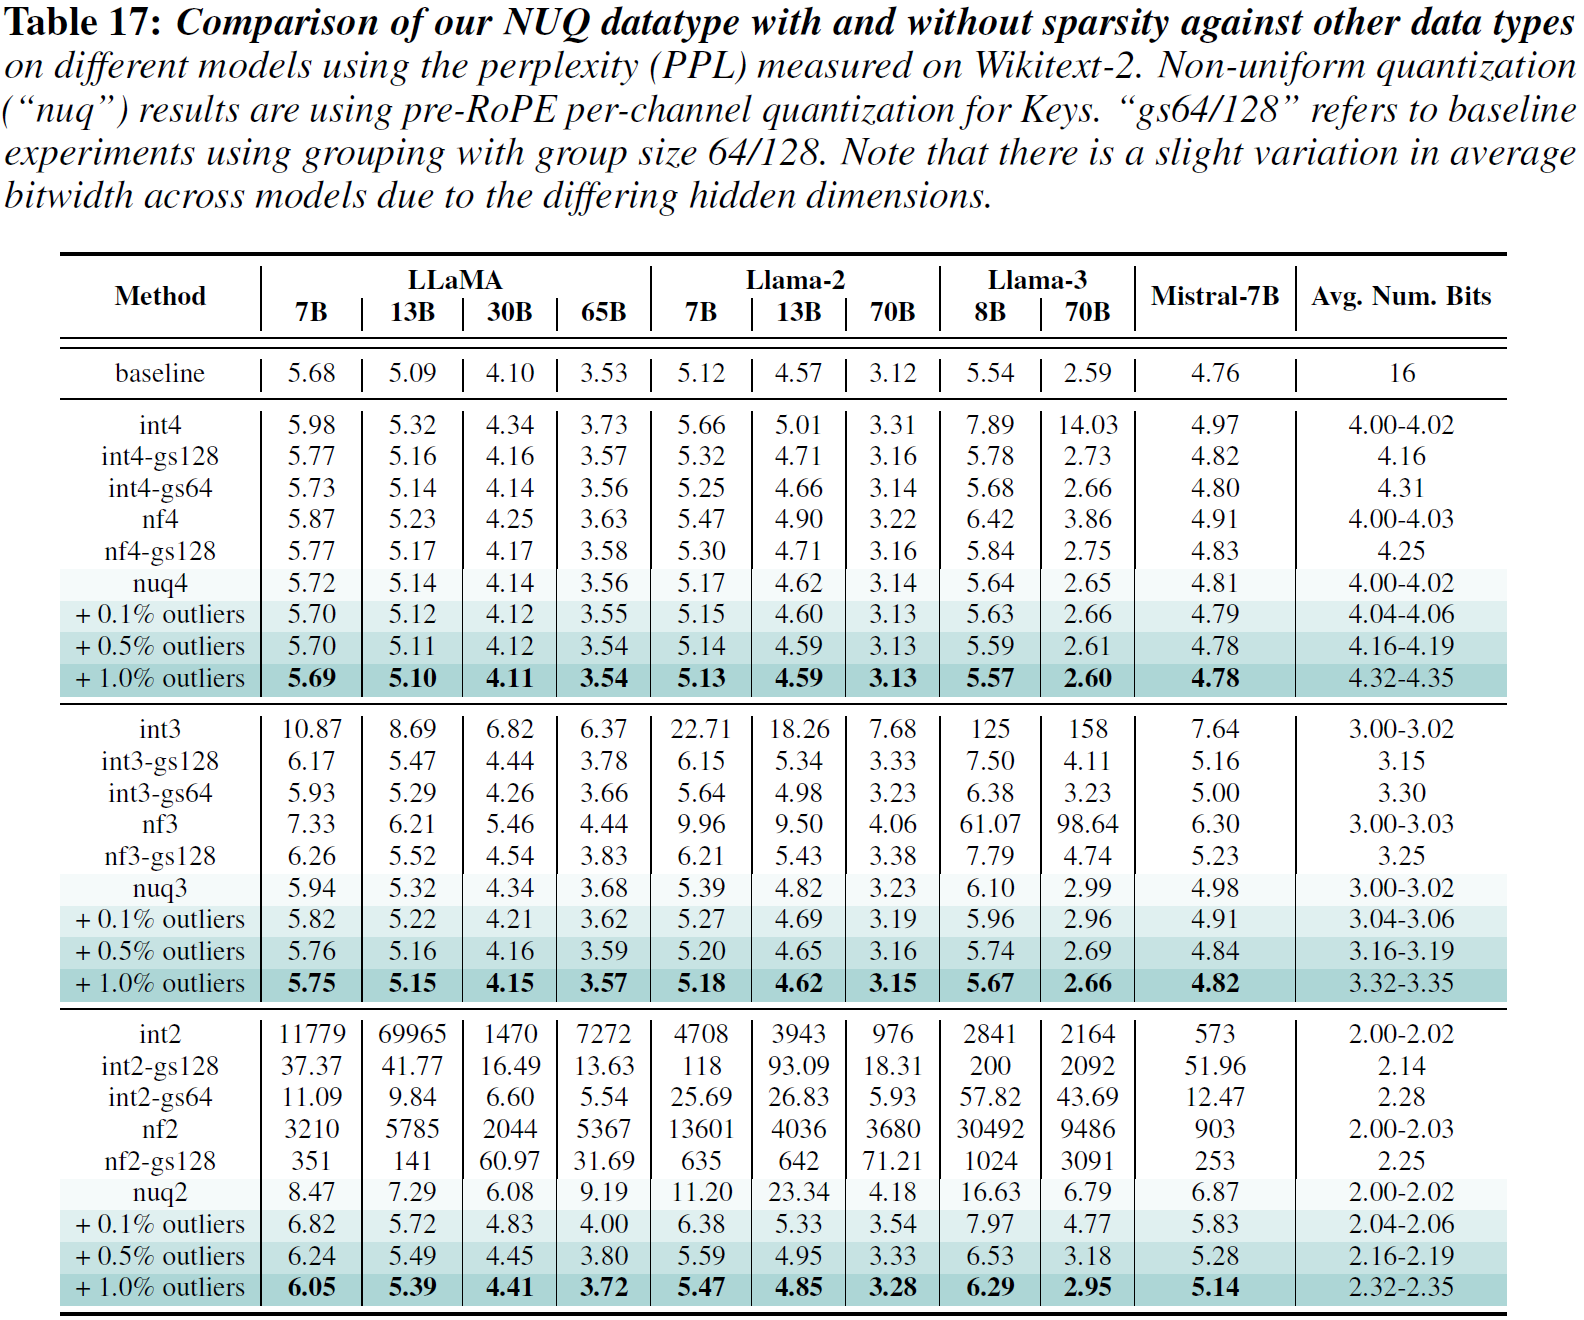 Table 17: Comparison of our NUQ datatype with and without sparsity against other data types
on different models using the perplexity (PPL) measured on Wikitext-2. Non-uniform quantization
(“nuq”) results are using pre-RoPE per-channel quantization for Keys. “gs64/128” refers to baseline
experiments using grouping with group size 64/128. Note that there is a slight variation in average
bitwidth across models due to the differing hidden dimensions.
Method LLaMA Llama-2 Llama-3 Mistral-7B Avg. Num. Bits
7B 13B 30B 65B 7B 13B 70B 8B 70B
baseline 5.68 5.09 4.10 3.53 5.12 4.57 3.12 5.54 2.59 4.76 16
int4 5.98 5.32 4.34 3.73 5.66 5.01 3.31 7.89 14.03 4.97 4.00-4.02
int4-gs128 5.77 5.16 4.16 3.57 5.32 4.71 3.16 5.78 2.73 4.82 4.16
int4-gs64 5.73 5.14 4.14 3.56 5.25 4.66 3.14 5.68 2.66 4.80 4.31
nf4 5.87 5.23 4.25 3.63 5.47 4.90 3.22 6.42 3.86 4.91 4.00-4.03
nf4-gs128 5.77 5.17 4.17 3.58 5.30 4.71 3.16 5.84 2.75 4.83 4.25
nuq4 5.72 5.14 4.14 3.56 5.17 4.62 3.14 5.64 2.65 4.81 4.00-4.02
+ 0.1% outliers 5.70 5.12 4.12 3.55 5.15 4.60 3.13 5.63 2.66 4.79 4.04-4.06
+ 0.5% outliers 5.70 5.11 4.12 3.54 5.14 4.59 3.13 5.59 2.61 4.78 4.16-4.19
+ 1.0% outliers 5.69 5.10 4.11 3.54 5.13 4.59 3.13 5.57 2.60 4.78 4.32-4.35
int3 10.87 8.69 6.82 6.37 22.71 18.26 7.68 125 158 7.64 3.00-3.02
int3-gs128 6.17 5.47 4.44 3.78 6.15 5.34 3.33 7.50 4.11 5.16 3.15
int3-gs64 5.93 5.29 4.26 3.66 5.64 4.98 3.23 6.38 3.23 5.00 3.30
nf3 7.33 6.21 5.46 4.44 9.96 9.50 4.06 61.07 98.64 6.30 3.00-3.03
nf3-gs128 6.26 5.52 4.54 3.83 6.21 5.43 3.38 7.79 4.74 5.23 3.25
nuq3 5.94 5.32 4.34 3.68 5.39 4.82 3.23 6.10 2.99 4.98 3.00-3.02
+ 0.1% outliers 5.82 5.22 4.21 3.62 5.27 4.69 3.19 5.96 2.96 4.91 3.04-3.06
+ 0.5% outliers 5.76 5.16 4.16 3.59 5.20 4.65 3.16 5.74 2.69 4.84 3.16-3.19
+ 1.0% outliers 5.75 5.15 4.15 3.57 5.18 4.62 3.15 5.67 2.66 4.82 3.32-3.35
int2 11779 69965 1470 7272 4708 3943 976 2841 2164 573 2.00-2.02
int2-gs128 37.37 41.77 16.49 13.63 118 93.09 18.31 200 2092 51.96 2.14
int2-gs64 11.09 9.84 6.60 5.54 25.69 26.83 5.93 57.82 43.69 12.47 2.28
nf2 3210 5785 2044 5367 13601 4036 3680 30492 9486 903 2.00-2.03
nf2-gs128 351 141 60.97 31.69 635 642 71.21 1024 3091 253 2.25
nuq2 8.47 7.29 6.08 9.19 11.20 23.34 4.18 16.63 6.79 6.87 2.00-2.02
+ 0.1% outliers 6.82 5.72 4.83 4.00 6.38 5.33 3.54 7.97 4.77 5.83 2.04-2.06
+ 0.5% outliers 6.24 5.49 4.45 3.80 5.59 4.95 3.33 6.53 3.18 5.28 2.16-2.19
+ 1.0% outliers 6.05 5.39 4.41 3.72 5.47 4.85 3.28 6.29 2.95 5.14 2.32-2.35